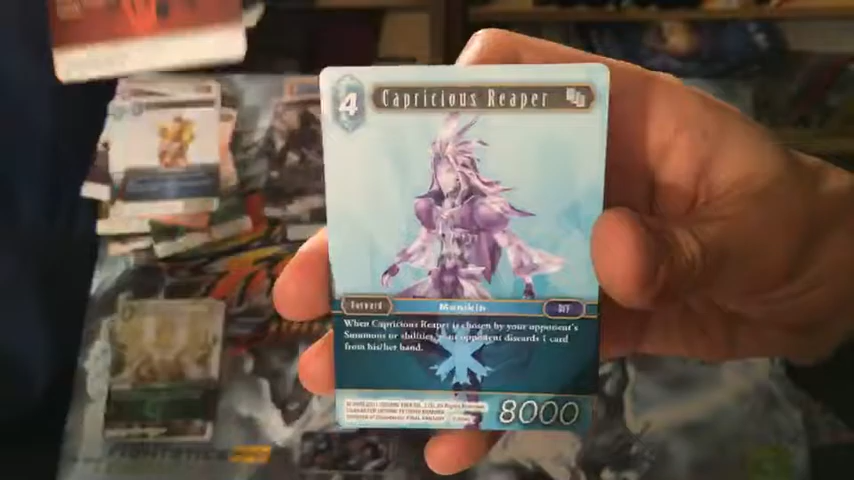 4
Capricious Reaper
Forward
Manikin
DFF
When Capricious Reaper is chosen by your opponent's
Summons or abilities, your opponent discards 1 card
from his/her hand.
8000